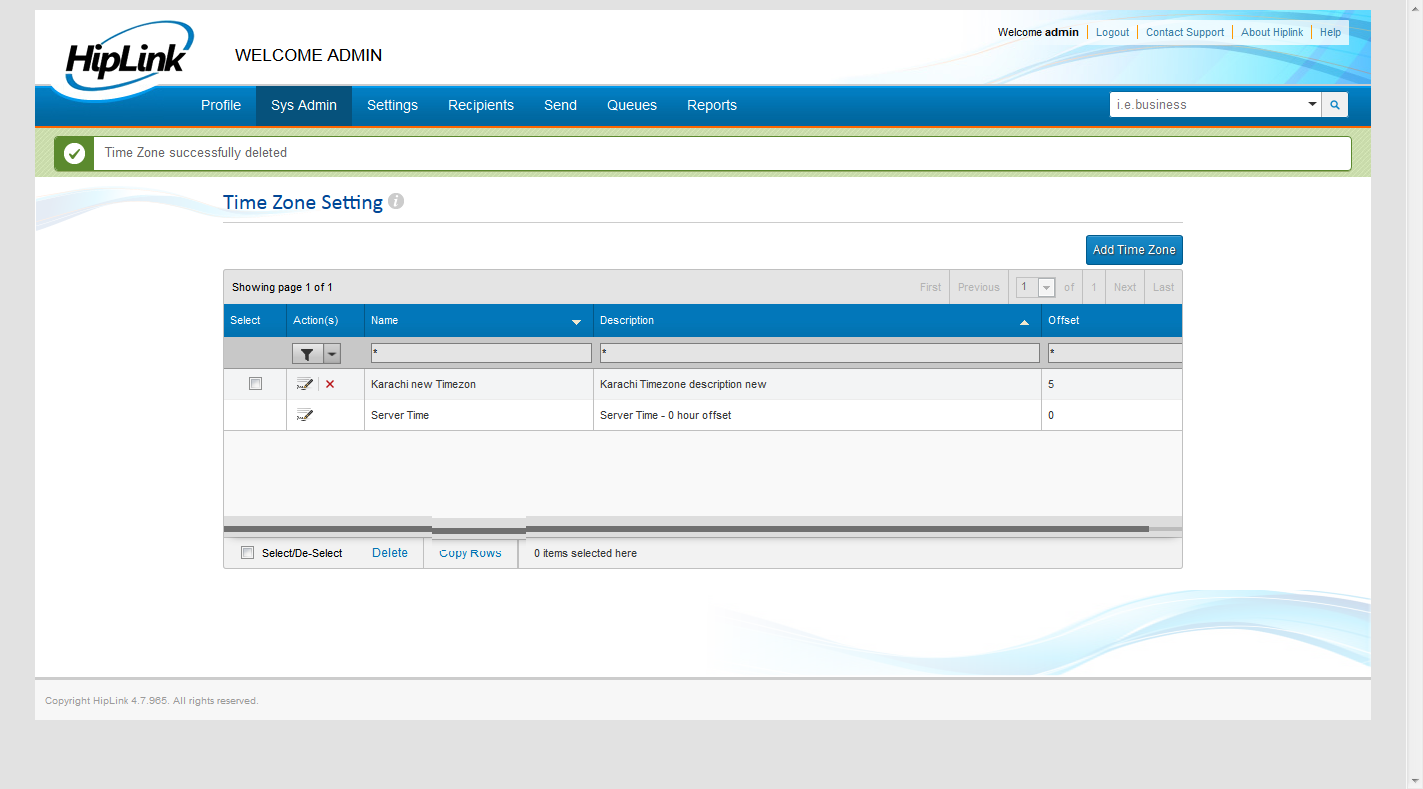 HipLink
WELCOME ADMIN
Welcome admin Logout Contact Support About Hiplink Help
Profile Sys Admin Settings Recipients Send Queues Reports i.e.business
Time Zone successfully deleted
Time Zone Setting i
Add Time Zone
Showing page 1 of 1 First Previous 1 of 1 Next Last
Select Action(s) Name Description Offset
* * *
Karachi new Timezon Karachi Timezone description new 5
Server Time Server Time - 0 hour offset 0
Select/De-Select Delete Copy Rows 0 items selected here
Copyright HipLink 4.7.965. All rights reserved.